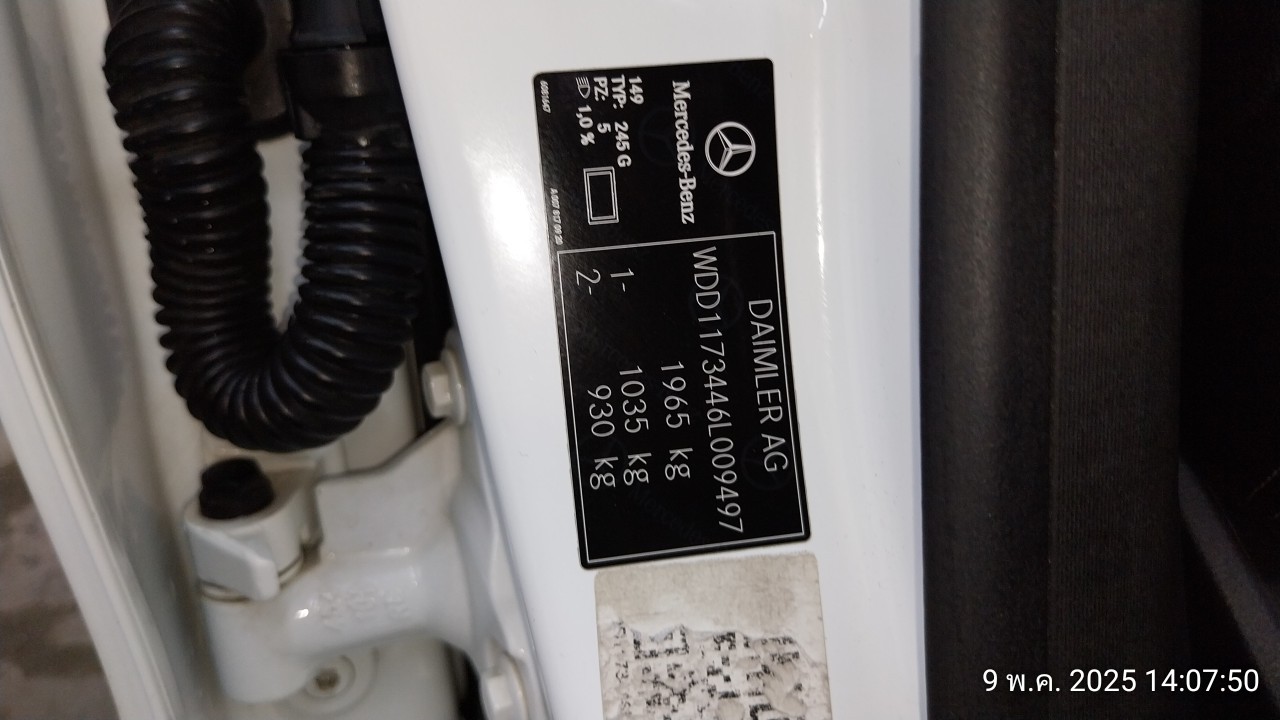 Mercedes-Benz
149
TYP: 245 G
PZ: 5
1,0 %
DAIMLER AG
WDD1173446L009497
1965 kg
1- 1035 kg
2- 930 kg
9 พ.ค. 2025 14:07:50